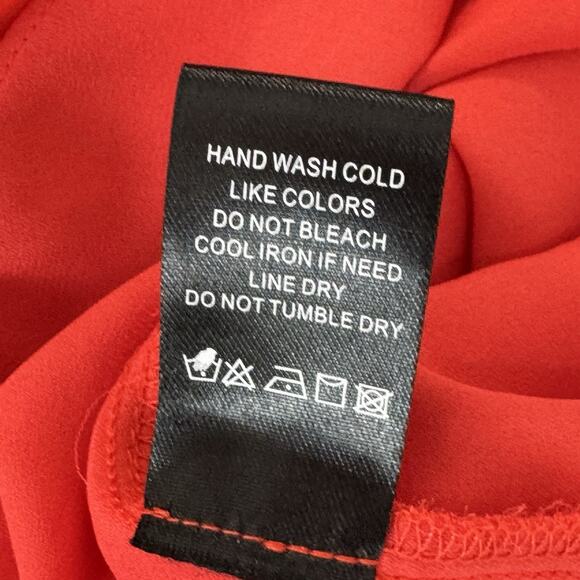 HAND WASH COLD
LIKE COLORS
DO NOT BLEACH
COOL IRON IF NEED
LINE DRY
DO NOT TUMBLE DRY